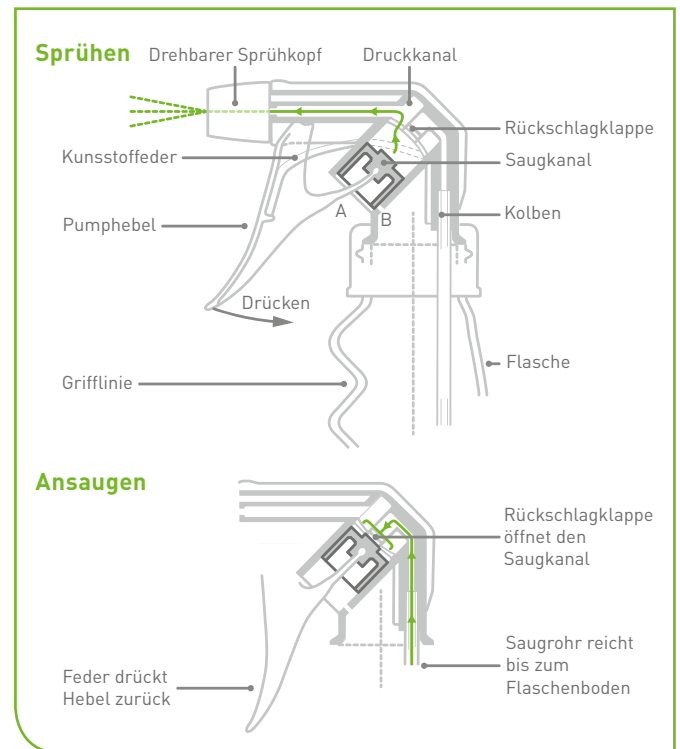 Sprühen
Drehbarer Sprühkopf
Druckkanal
Rückschlagklappe
Kunsstoffeder
Saugkanal
Kolben
A
B
Pumphebel
Drücken
Flasche
Grifflinie
Ansaugen
Rückschlagklappe
öffnet den
Saugkanal
Saugrohr reicht
bis zum
Flaschenboden
Feder drückt
Hebel zurück